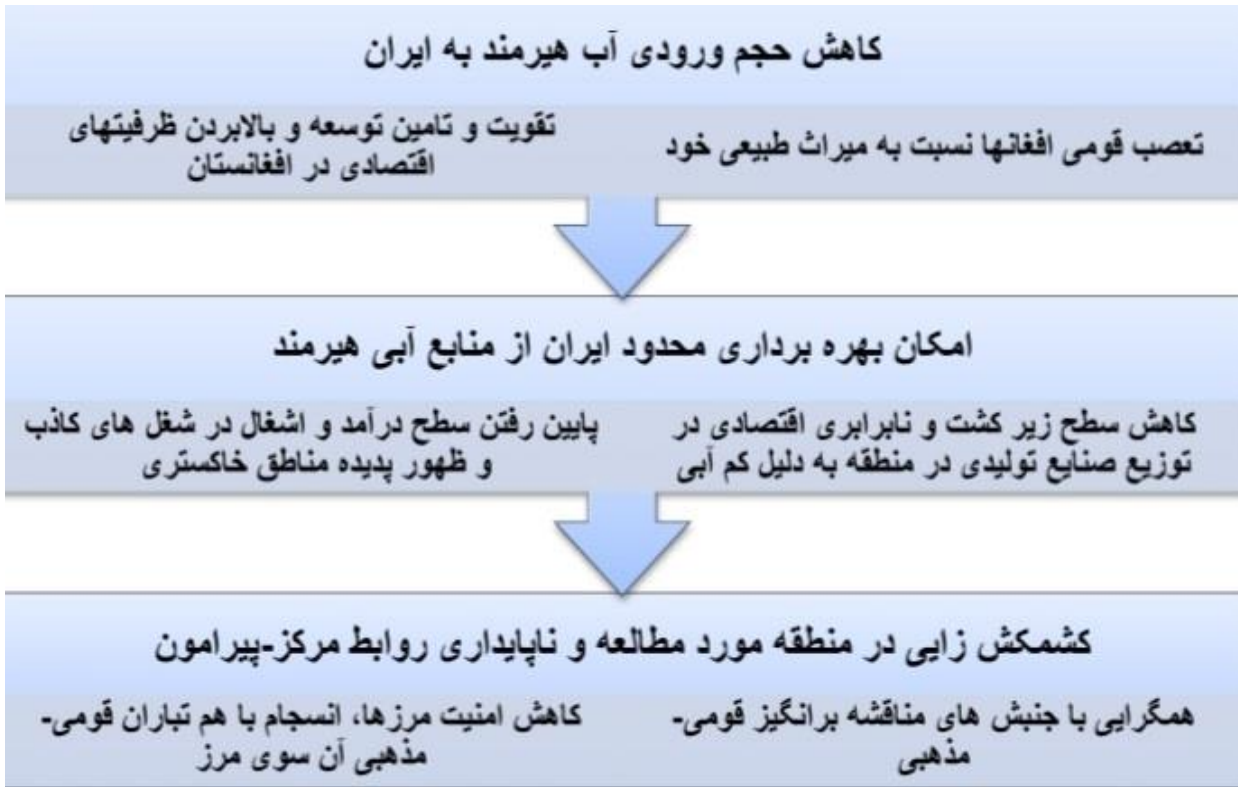 کاهش حجم ورودی آب هیرمند به ایران
تعصب قومی افغانها نسبت به میراث طبیعی خود
تقویت و تامین توسعه و بالابردن ظرفیتهای
اقتصادی در افغانستان
امکان بهره برداری محدود ایران از منابع آبی هیرمند
کاهش سطح زیر کشت و نابرابری اقتصادی در
توزیع صنایع تولیدی در منطقه به دلیل کم آبی
پایین رفتن سطح درآمد و اشغال در شغل های کاذب
و ظهور پدیده مناطق خاکستری
کشمکش زایی در منطقه مورد مطالعه و ناپایداری روابط مرکز-پیرامون
همگرایی با جنبش های مناقشه برانگیز قومی-
مذهبی
کاهش امنیت مرزها، انسجام با هم تباران قومی-
مذهبی آن سوی مرز